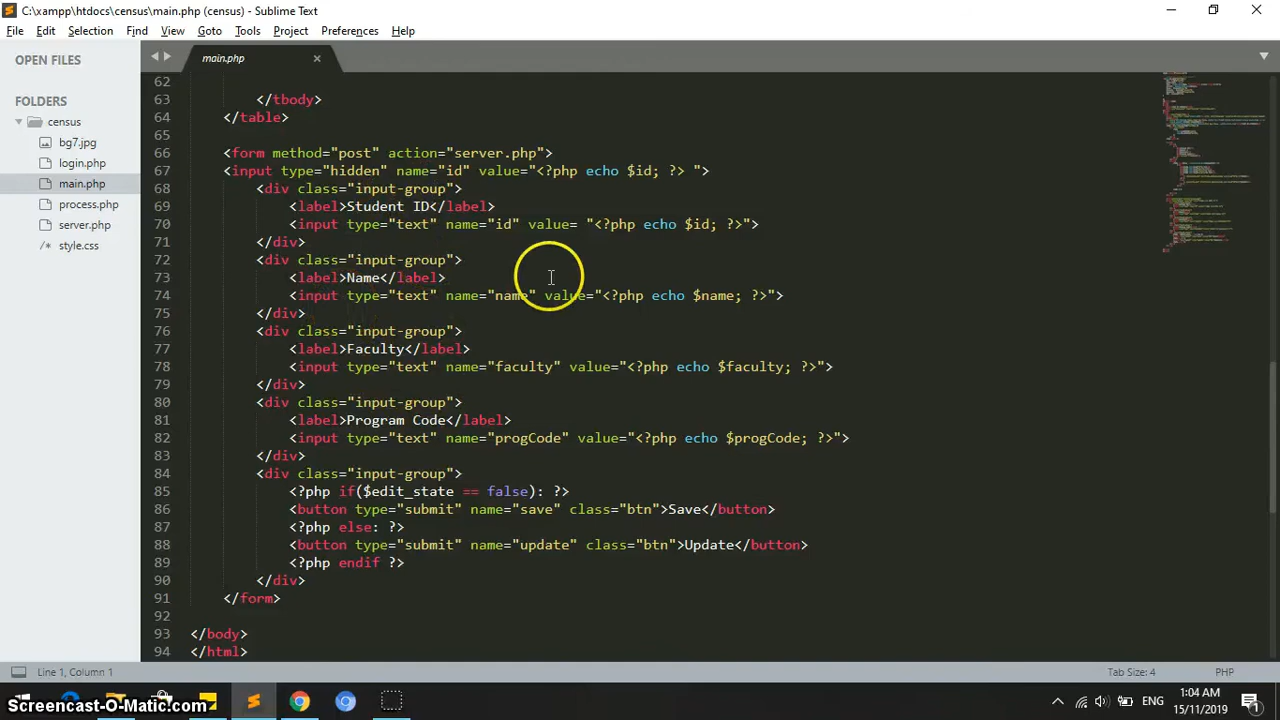 C:\xampp\htdocs\census\main.php (census) - Sublime Text
File Edit Selection Find View Goto Tools Project Preferences Help
OPEN FILES
FOLDERS
census
bg7.jpg
login.php
main.php
process.php
server.php
style.css
main.php ×
62
63 </tbody>
64 </table>
65
66 <form method="post" action="server.php">
67 <input type="hidden" name="id" value="<?php echo $id; ?> ">
68 <div class="input-group">
69 <label>Student ID</label>
70 <input type="text" name="id" value= "<?php echo $id; ?>">
71 </div>
72 <div class="input-group">
73 <label>Name</label>
74 <input type="text" name="name" value="<?php echo $name; ?>">
75 </div>
76 <div class="input-group">
77 <label>Faculty</label>
78 <input type="text" name="faculty" value="<?php echo $faculty; ?>">
79 </div>
80 <div class="input-group">
81 <label>Program Code</label>
82 <input type="text" name="progCode" value="<?php echo $progCode; ?>">
83 </div>
84 <div class="input-group">
85 <?php if($edit_state == false): ?>
86 <button type="submit" name="save" class="btn">Save</button>
87 <?php else: ?>
88 <button type="submit" name="update" class="btn">Update</button>
89 <?php endif ?>
90 </div>
91 </form>
92
93 </body>
94 </html>
Line 1, Column 1 Tab Size: 4 PHP
Screencast-O-Matic.com
ENG
1:04 AM
15/11/2019
1